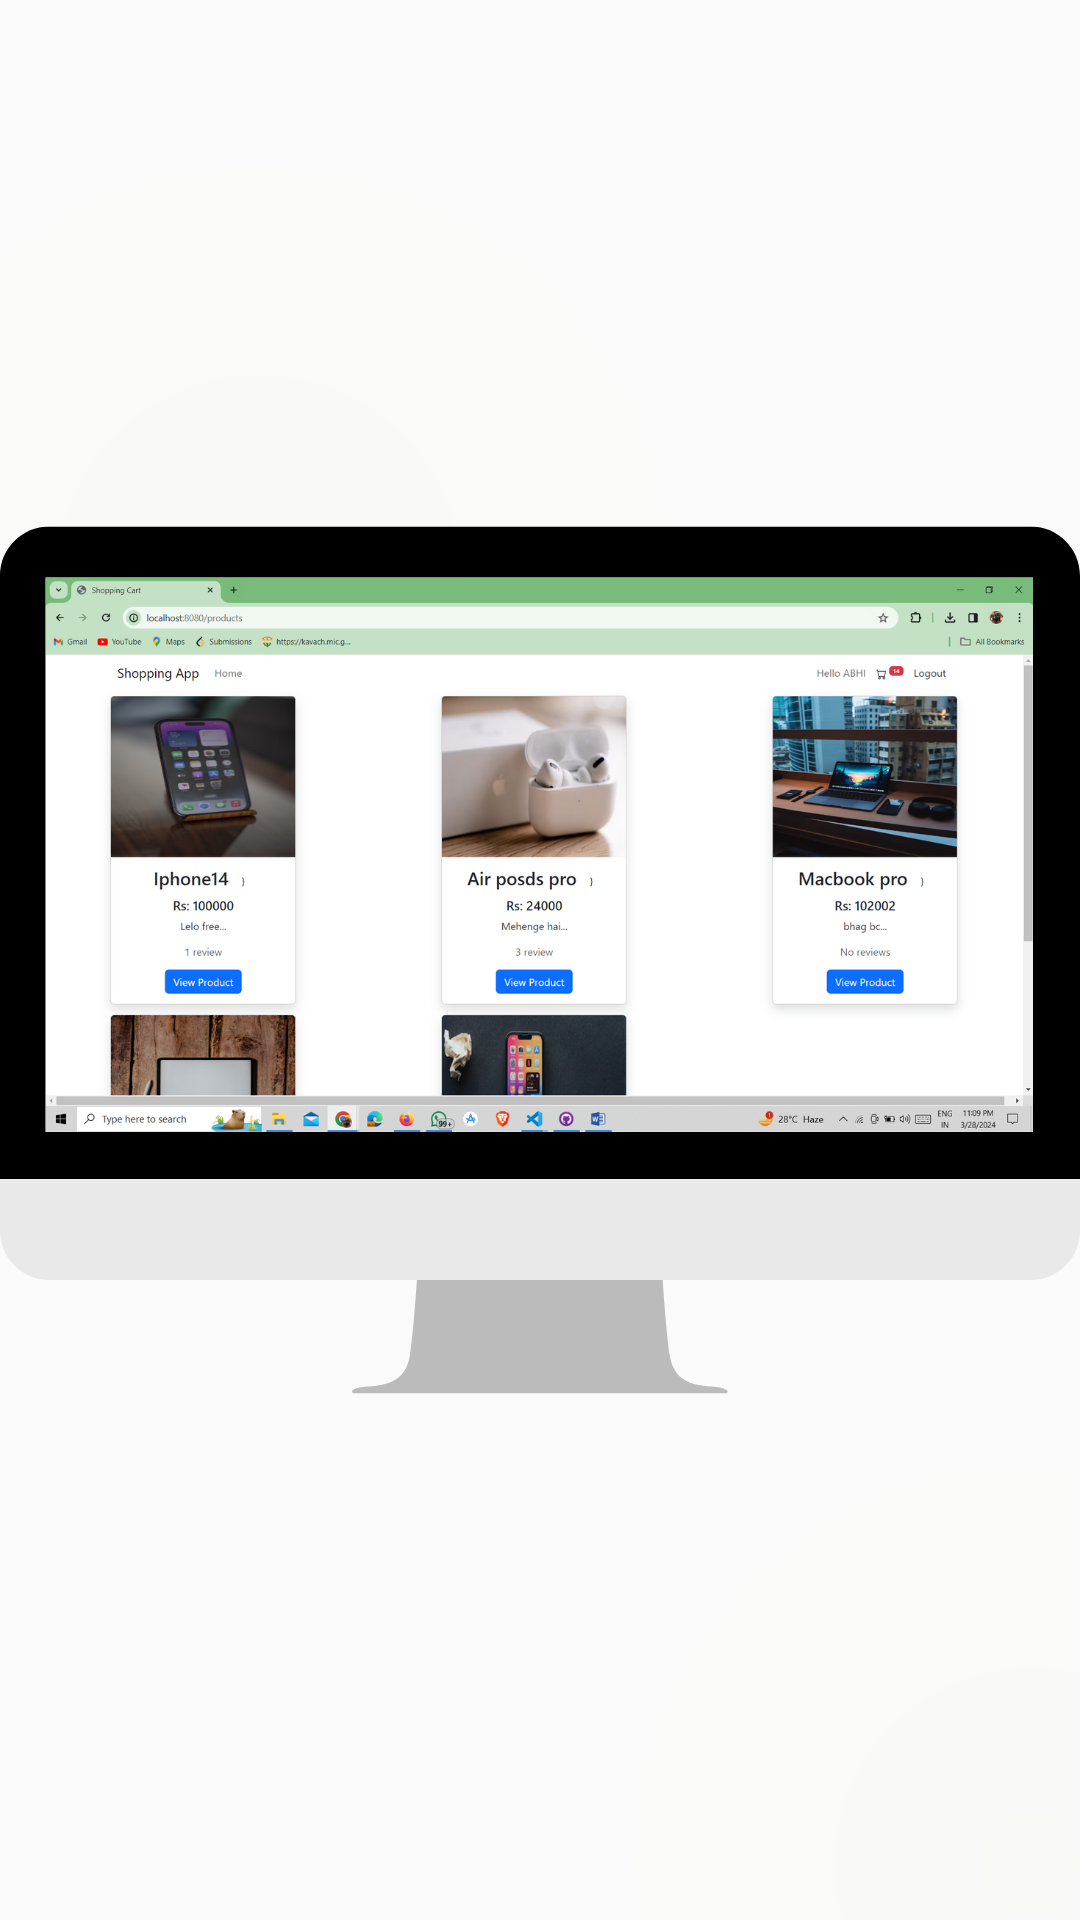 Shopping Cart
localhost:8080/products
Gmail YouTube Maps Submissions https://kavach.mic.g... All Bookmarks
Shopping App Home Hello ABHI 14 Logout
Iphone14 )
Rs: 100000
Lelo free...
1 review
View Product
Air posds pro )
Rs: 24000
Mehenge hai...
3 review
View Product
Macbook pro )
Rs: 102002
bhag bc...
No reviews
View Product
Type here to search 99+ 28°C Haze ENG 11:09 PM
IN 3/28/2024